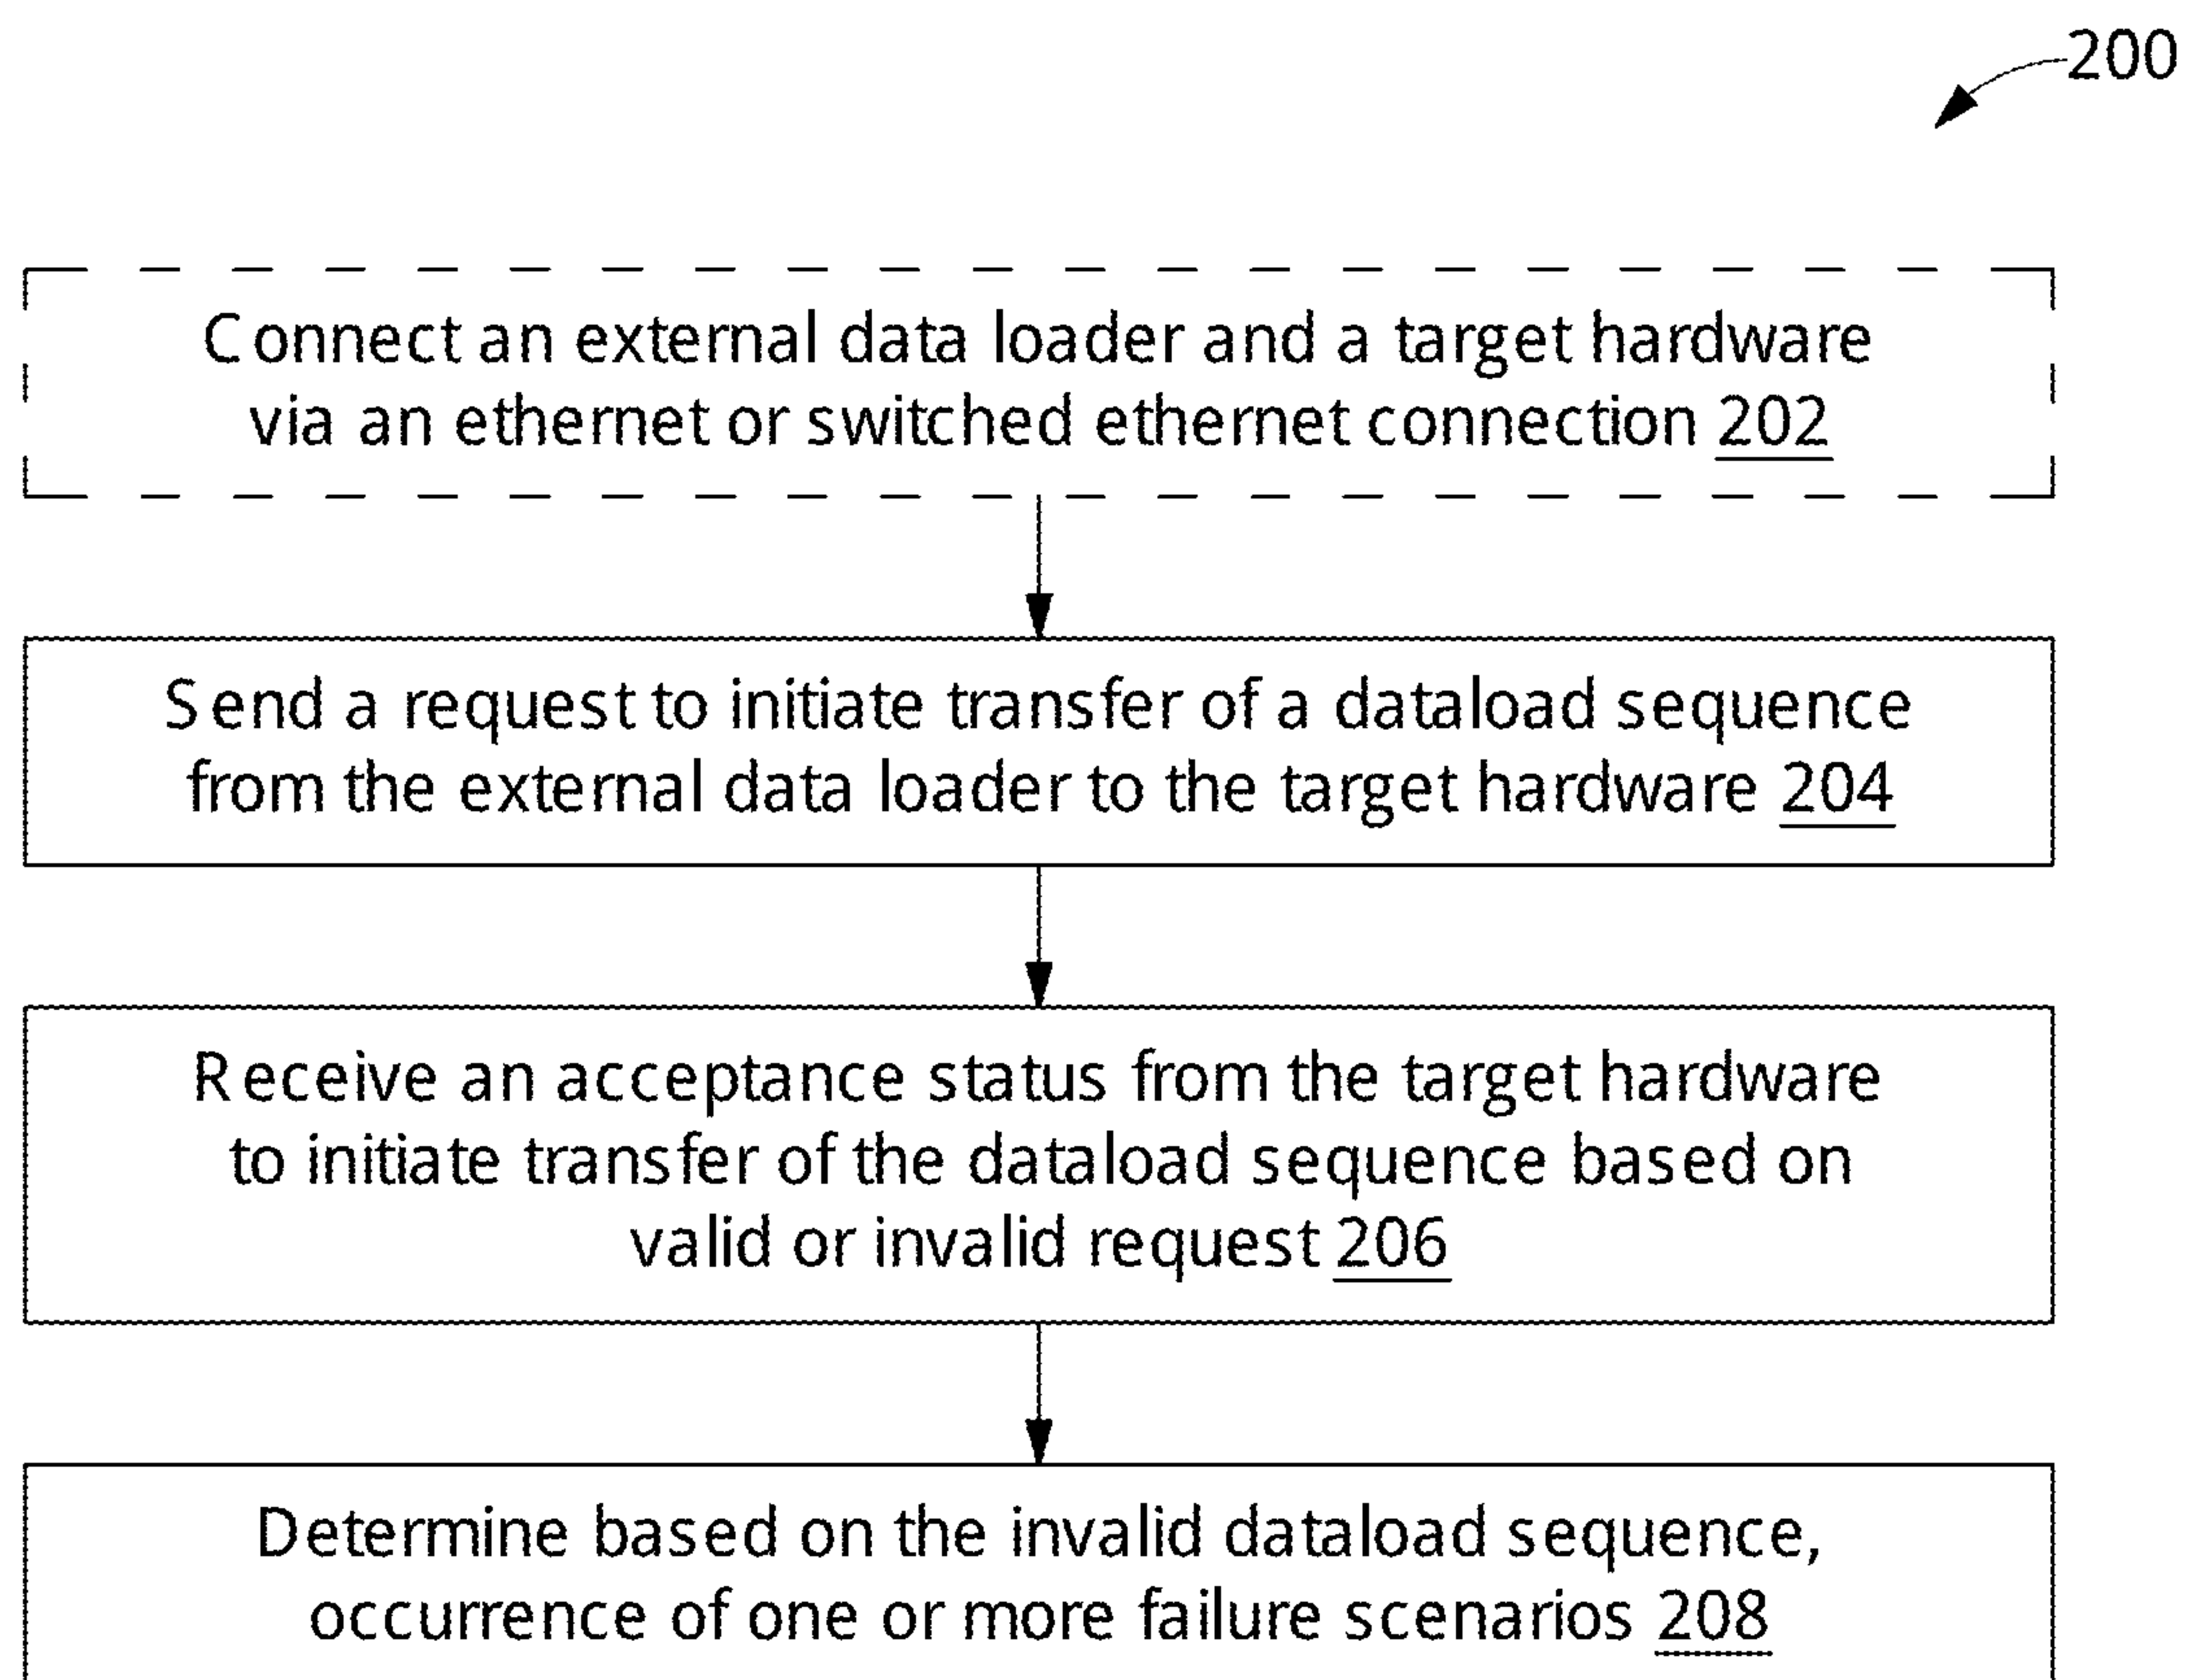 200
Connect an external data loader and a target hardware
via an ethernet or switched ethernet connection 202
Send a request to initiate transfer of a dataload sequence
from the external data loader to the target hardware 204
Receive an acceptance status from the target hardware
to initiate transfer of the dataload sequence based on
valid or invalid request 206
Determine based on the invalid dataload sequence,
occurrence of one or more failure scenarios 208